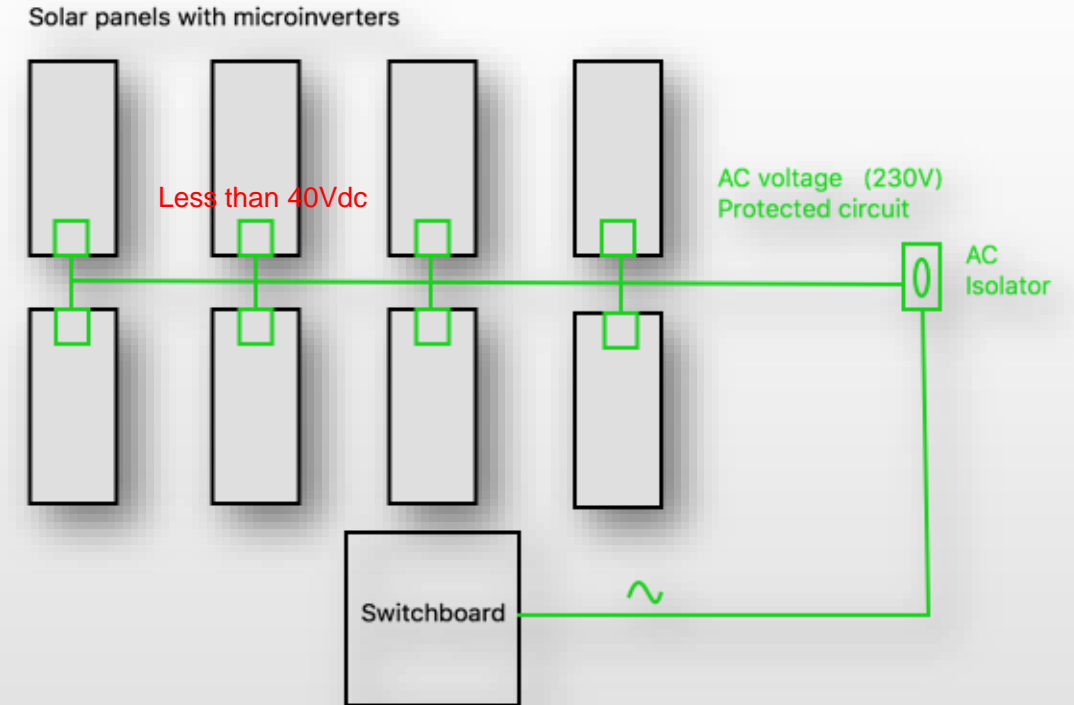 Solar panels with microinverters
Less than 40Vdc
AC voltage (230V)
Protected circuit
AC
Isolator
Switchboard